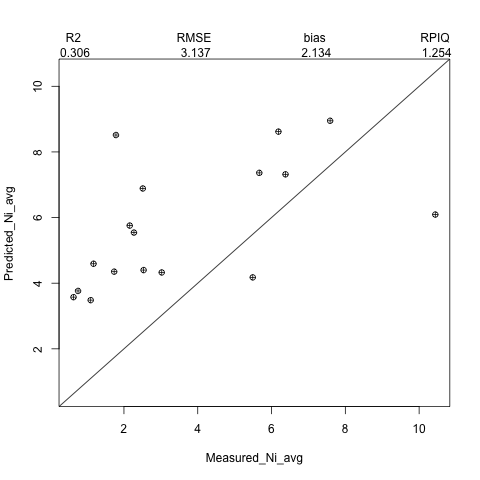 R2 RMSE bias RPIQ
0.306 3.137 2.134 1.254
10
8
6
4
2
Predicted_Ni_avg
2 4 6 8 10
Measured_Ni_avg